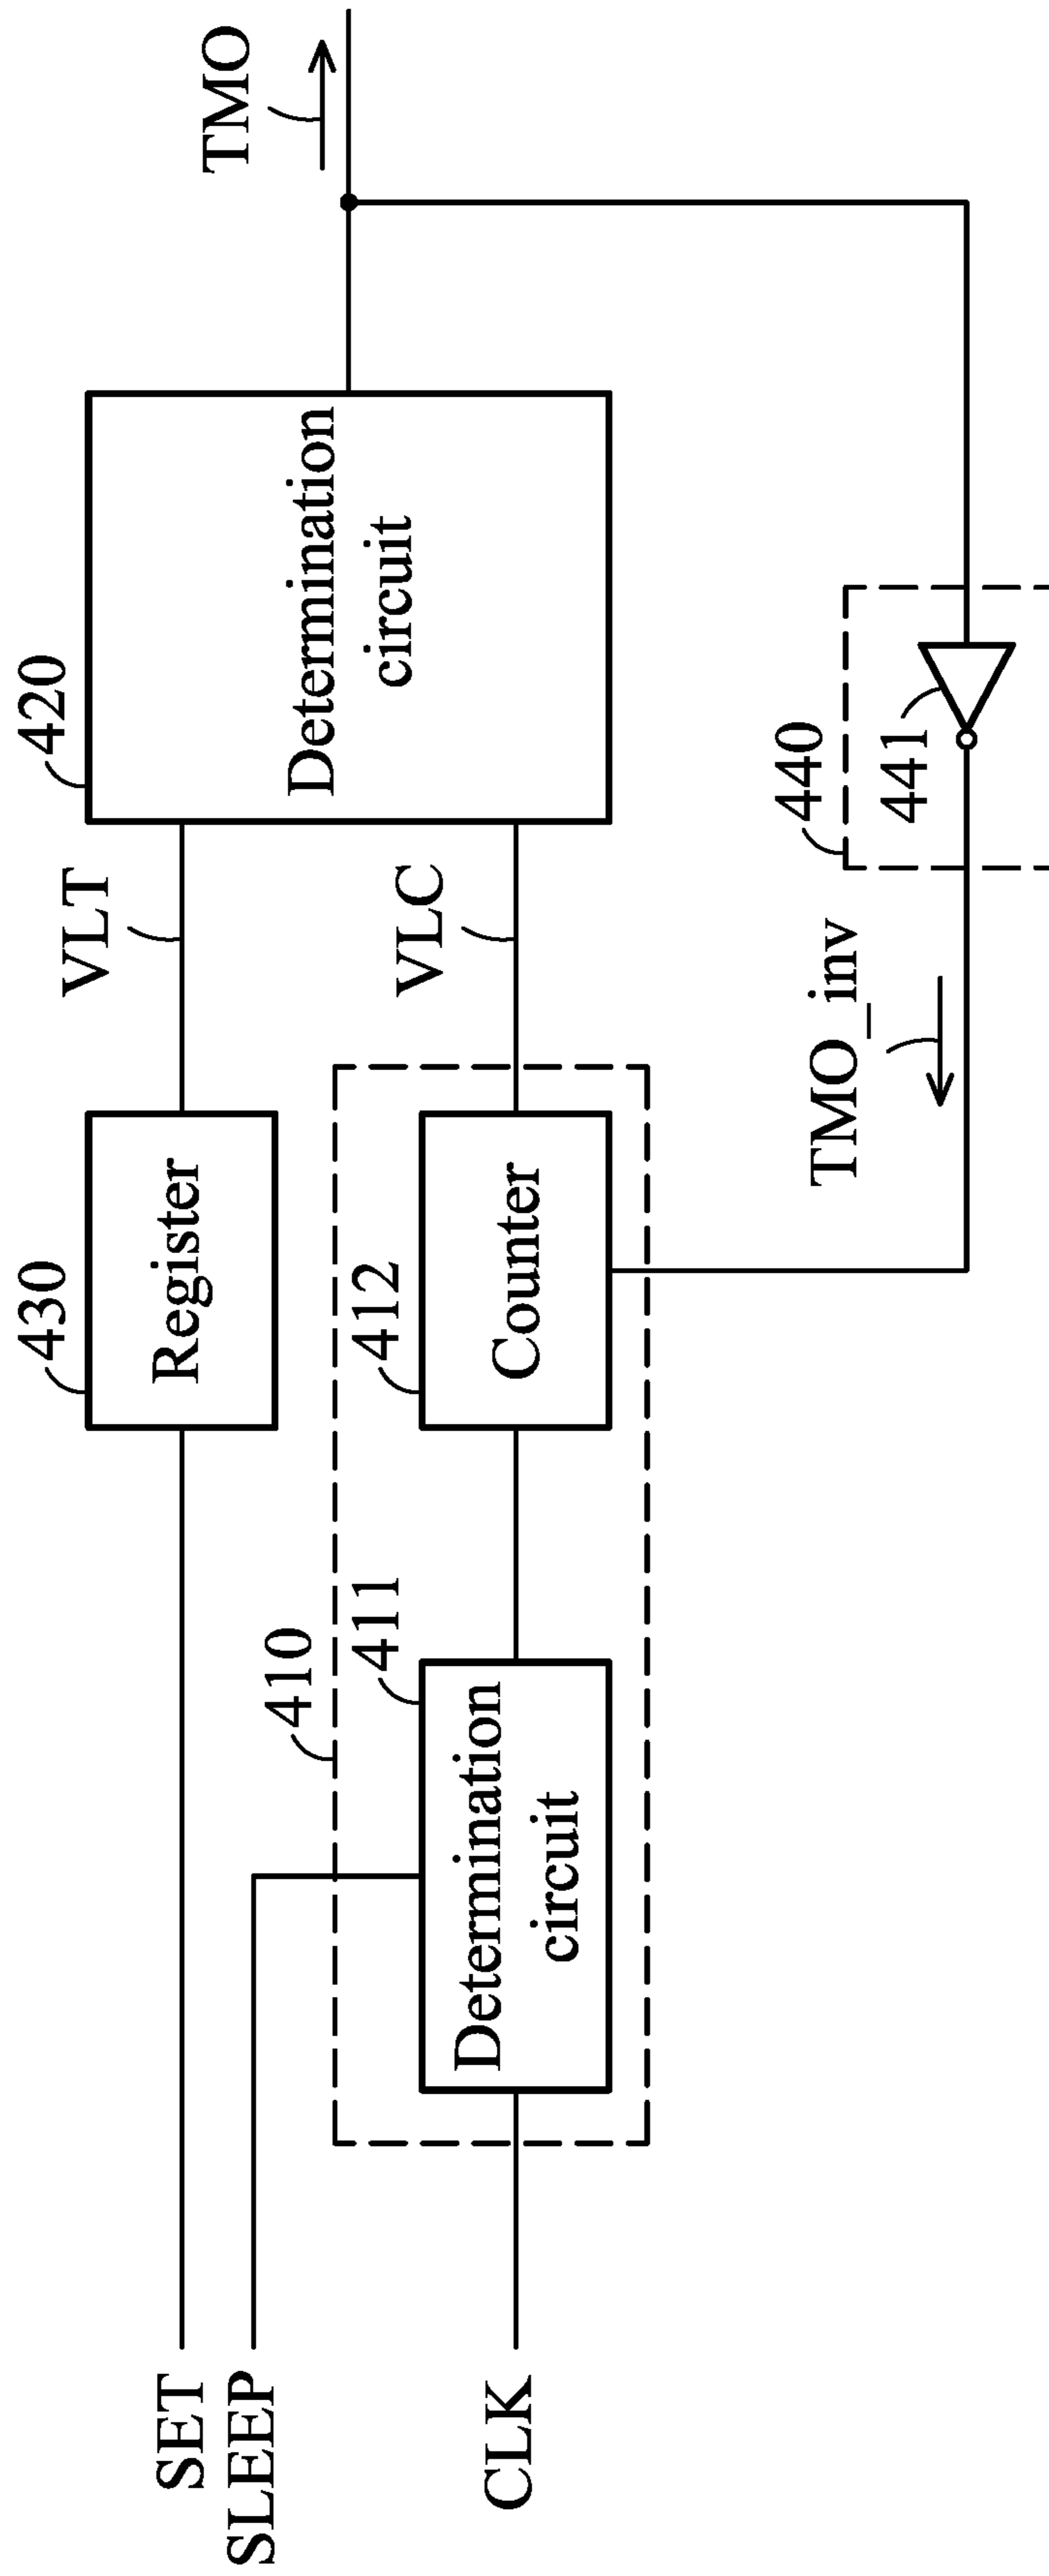 SET
SLEEP
CLK
430
Register
410
411
Determination
circuit
412
Counter
VLT
VLC
420
Determination
circuit
TMO
TMO_inv
440
441